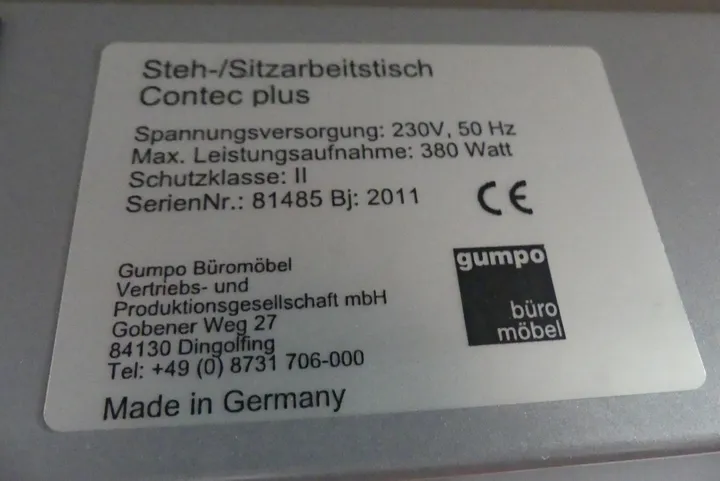 Steh-/Sitzarbeitstisch
Contec plus
Spannungsversorgung: 230V, 50 Hz
Max. Leistungsaufnahme: 380 Watt
Schutzklasse: II
SerienNr.: 81485 Bj: 2011
CE
Gumpo Büromöbel
Vertriebs- und
Produktionsgesellschaft mbH
Gobener Weg 27
84130 Dingolfing
Tel: +49 (0) 8731 706-000
Made in Germany
gumpo
büro
möbel